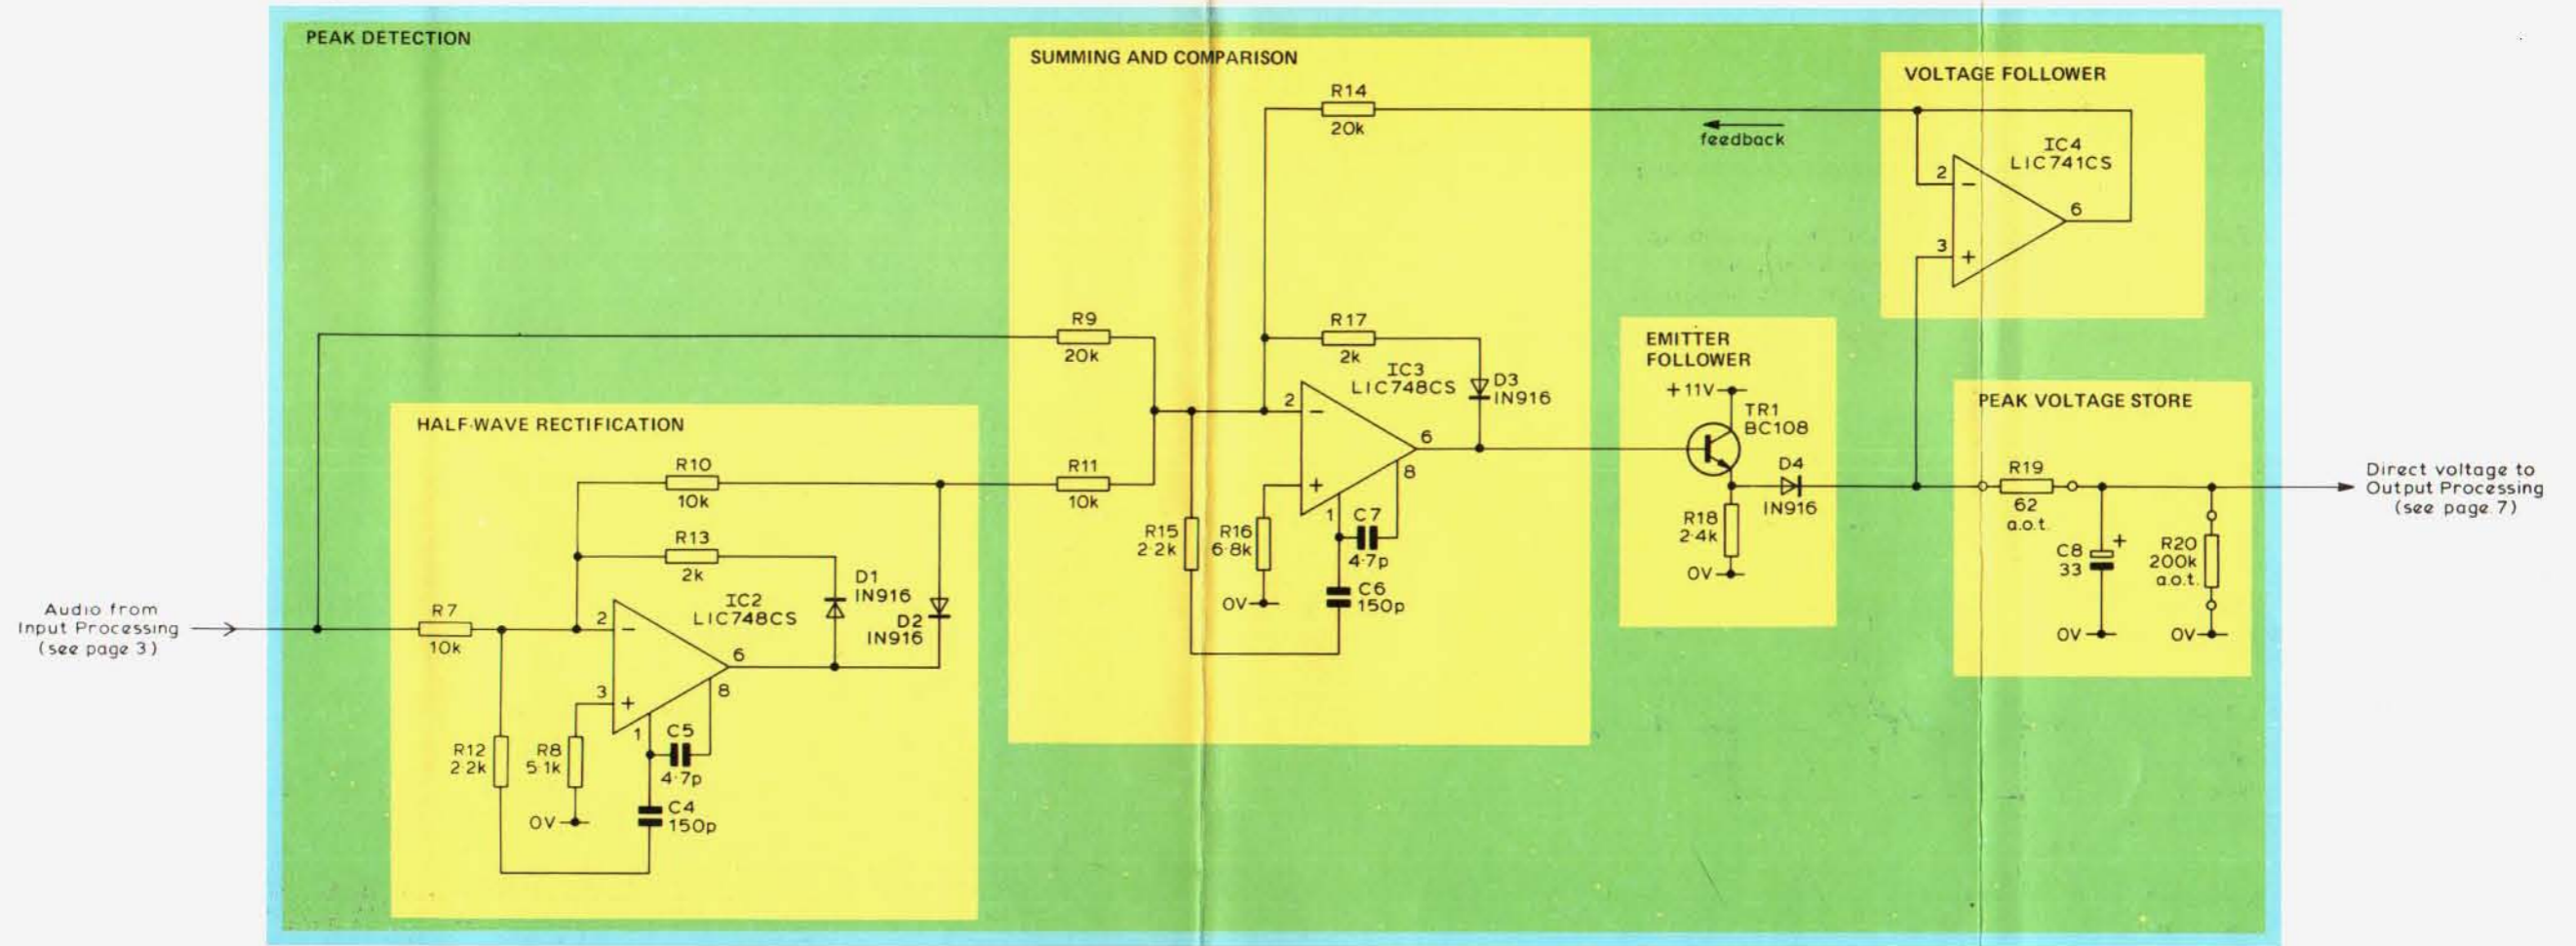 PEAK DETECTION
SUMMING AND COMPARISON
VOLTAGE FOLLOWER
R14
20k
feedback
IC4
LIC741CS
2
−
6
3
+
R9
20k
R17
2k
IC3
LIC748CS
D3
IN916
2
−
6
+
8
1
C7
4·7p
C6
150p
R15
2·2k
R16
6·8k
0V
EMITTER
FOLLOWER
+11V
TR1
BC108
D4
IN916
R18
2·4k
0V
PEAK VOLTAGE STORE
R19
62
a.o.t.
C8
33
+
R20
200k
a.o.t.
0V
0V
Direct voltage to
Output Processing
(see page 7)
HALF-WAVE RECTIFICATION
R10
10k
R11
10k
R13
2k
D1
IN916
D2
IN916
IC2
LIC748CS
Audio from
Input Processing
(see page 3)
R7
10k
2
−
6
3
+
8
1
C5
4·7p
C4
150p
R12
2·2k
R8
5·1k
0V